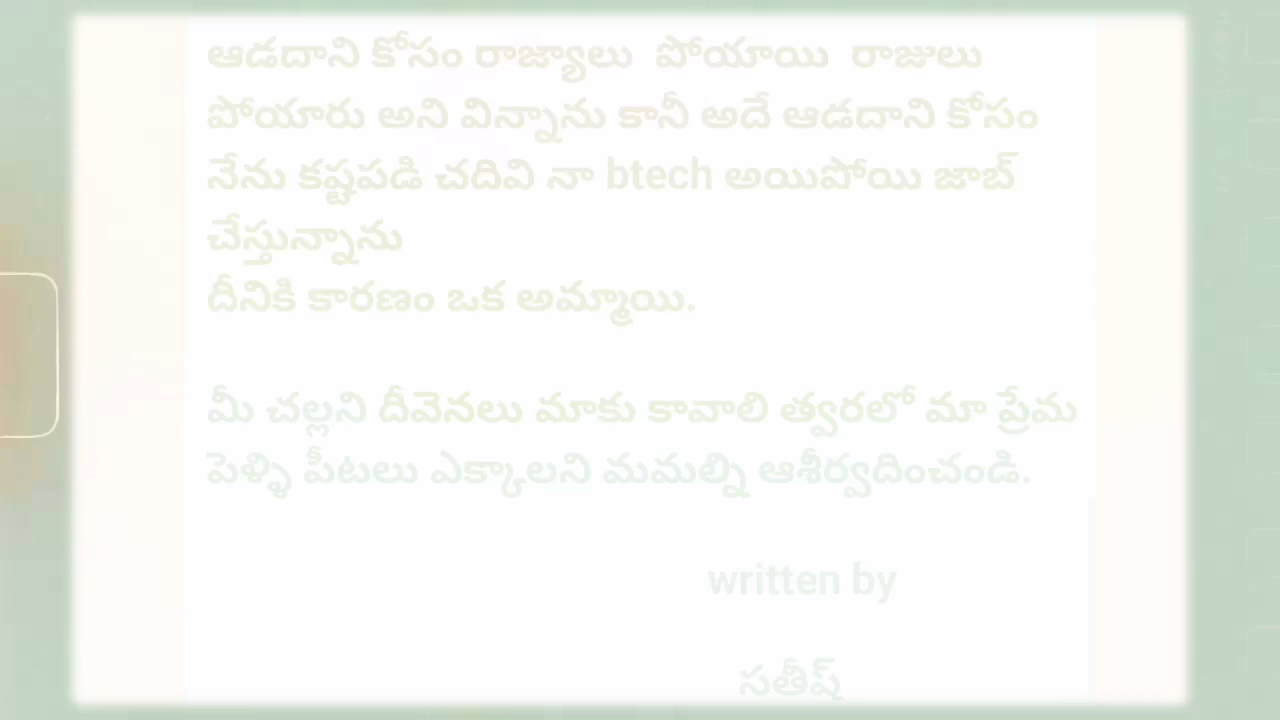 ఆడదాని కోసం రాజ్యాలు పోయాయి రాజులు
పోయారు అని విన్నాను కానీ అదే ఆడదాని కోసం
నేను కష్టపడి చదివి నా btech అయిపోయి జాబ్
చేస్తున్నాను
దీనికి కారణం ఒక అమ్మాయి.
మీ చల్లని దీవెనలు మాకు కావాలి త్వరలో మా ప్రేమ
పెళ్ళి పీటలు ఎక్కాలని మమల్ని ఆశీర్వదించండి.
written by
సతీష్